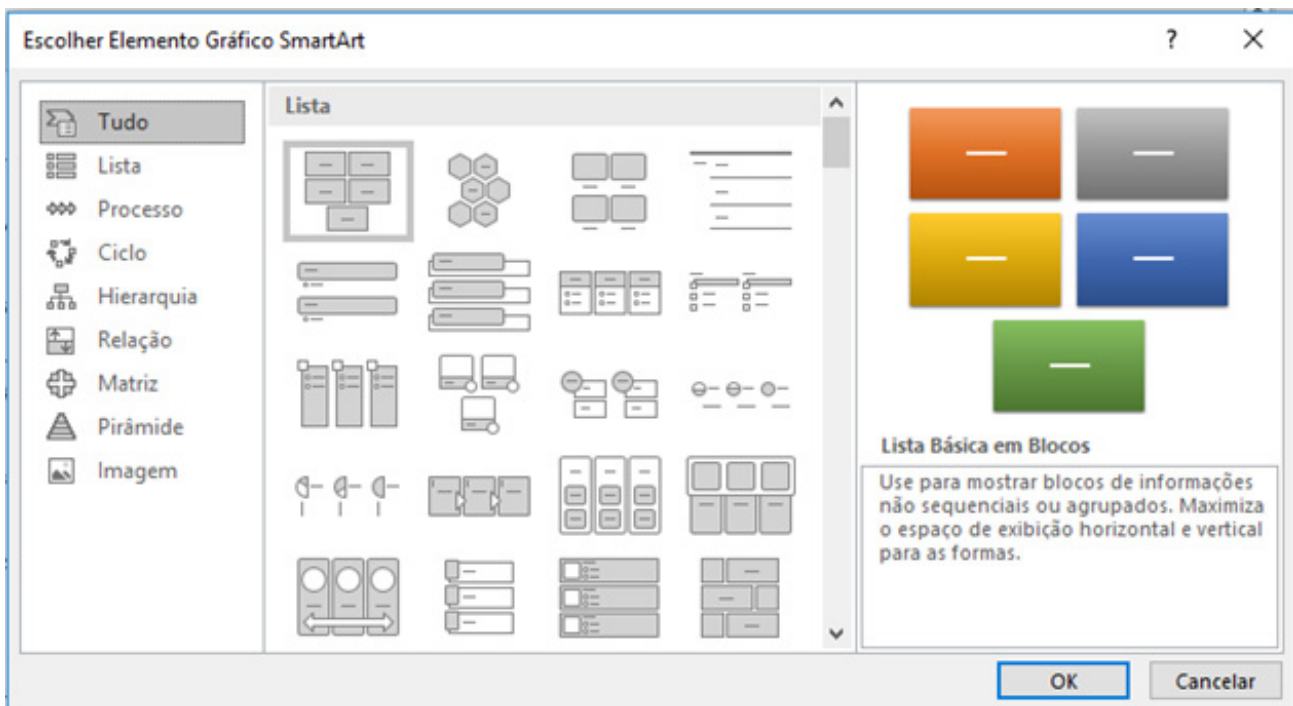 Escolher Elemento Gráfico SmartArt
?
Tudo
Lista
Processo
Ciclo
Hierarquia
Relação
Matriz
Pirâmide
Imagem
Lista
Lista Básica em Blocos
Use para mostrar blocos de informações
não sequenciais ou agrupados. Maximiza
o espaço de exibição horizontal e vertical
para as formas.
OK
Cancelar